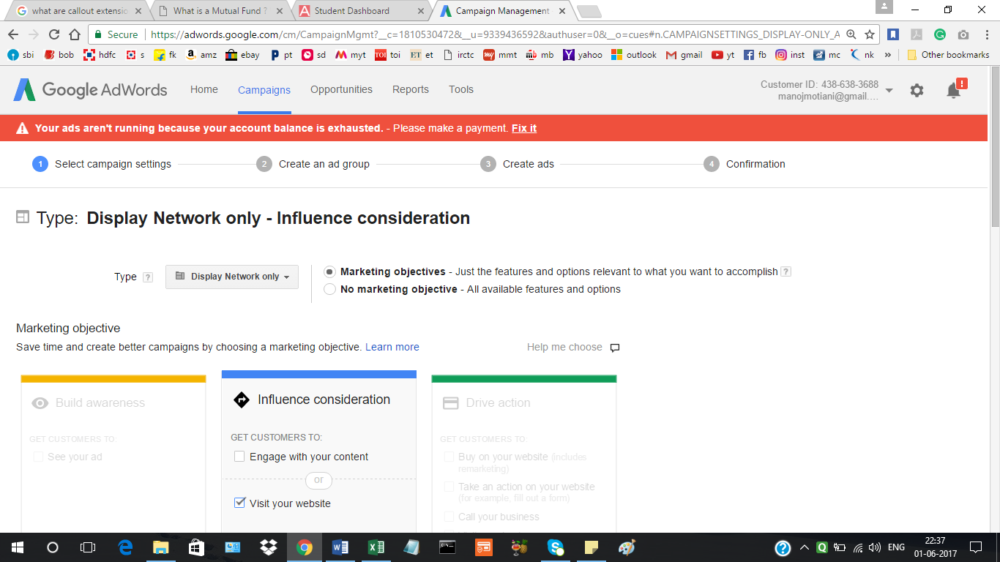 what are callout extensio
What is a Mutual Fund ?
Student Dashboard
Campaign Management
Secure https://adwords.google.com/cm/CampaignMgmt?__c=1810530472&__u=9339436592&authuser=0&__o=cues#n.CAMPAIGNSETTINGS_DISPLAY-ONLY_A
sbi bob hdfc s fk amz ebay pt sd myt toi et irctc mmt mb yahoo outlook gmail yt fb inst mc nk » Other bookmarks
Google AdWords Home Campaigns Opportunities Reports Tools
Customer ID: 438-638-3688
manojmotiani@gmail....
Your ads aren't running because your account balance is exhausted. - Please make a payment. Fix it
1 Select campaign settings 2 Create an ad group 3 Create ads 4 Confirmation
Type: Display Network only - Influence consideration
Type ? Display Network only
Marketing objectives - Just the features and options relevant to what you want to accomplish ?
No marketing objective - All available features and options
Marketing objective
Save time and create better campaigns by choosing a marketing objective. Learn more
Help me choose
Build awareness
GET CUSTOMERS TO:
See your ad
Influence consideration
GET CUSTOMERS TO:
Engage with your content
or
Visit your website
Drive action
GET CUSTOMERS TO:
Buy on your website (includes
remarketing)
Take an action on your website
(for example, fill out a form)
Call your business
ENG
22:37
01-06-2017